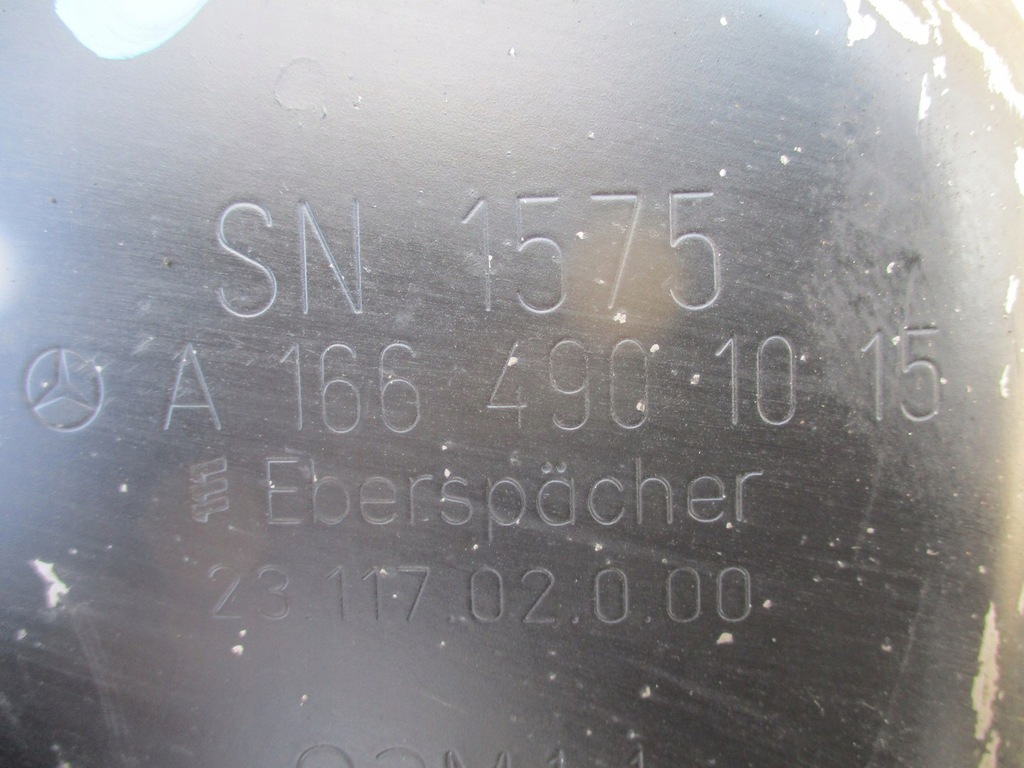 SN 1575
A 166 490 10 15
Eberspächer
23.117.02.0.00